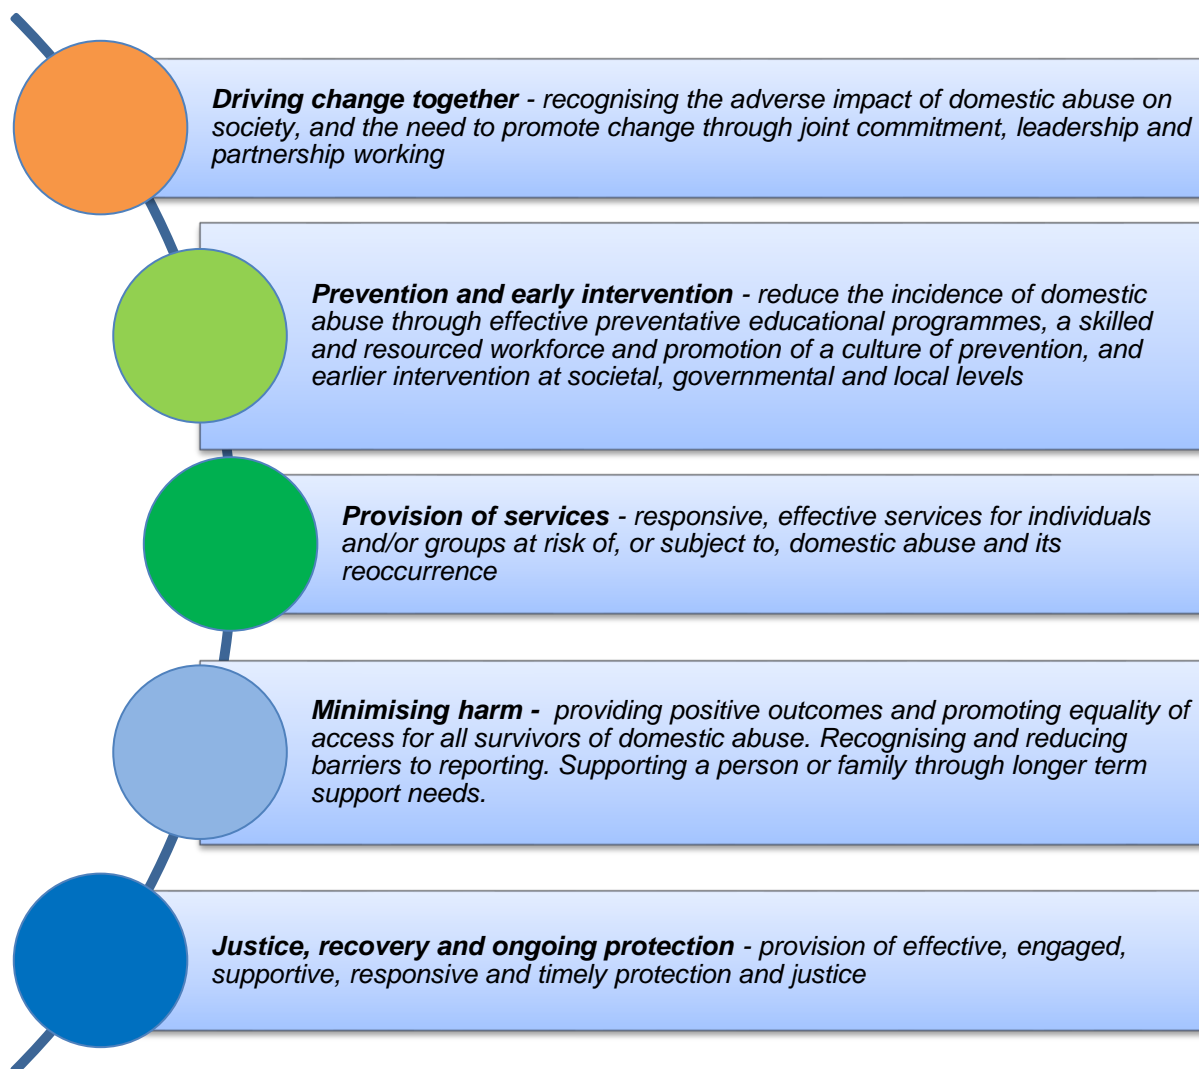 Driving change together - recognising the adverse impact of domestic abuse on
society, and the need to promote change through joint commitment, leadership and
partnership working
Prevention and early intervention - reduce the incidence of domestic
abuse through effective preventative educational programmes, a skilled
and resourced workforce and promotion of a culture of prevention, and
earlier intervention at societal, governmental and local levels
Provision of services - responsive, effective services for individuals
and/or groups at risk of, or subject to, domestic abuse and its
reoccurrence
Minimising harm -  providing positive outcomes and promoting equality of
access for all survivors of domestic abuse. Recognising and reducing
barriers to reporting. Supporting a person or family through longer term
support needs.
Justice, recovery and ongoing protection - provision of effective, engaged,
supportive, responsive and timely protection and justice